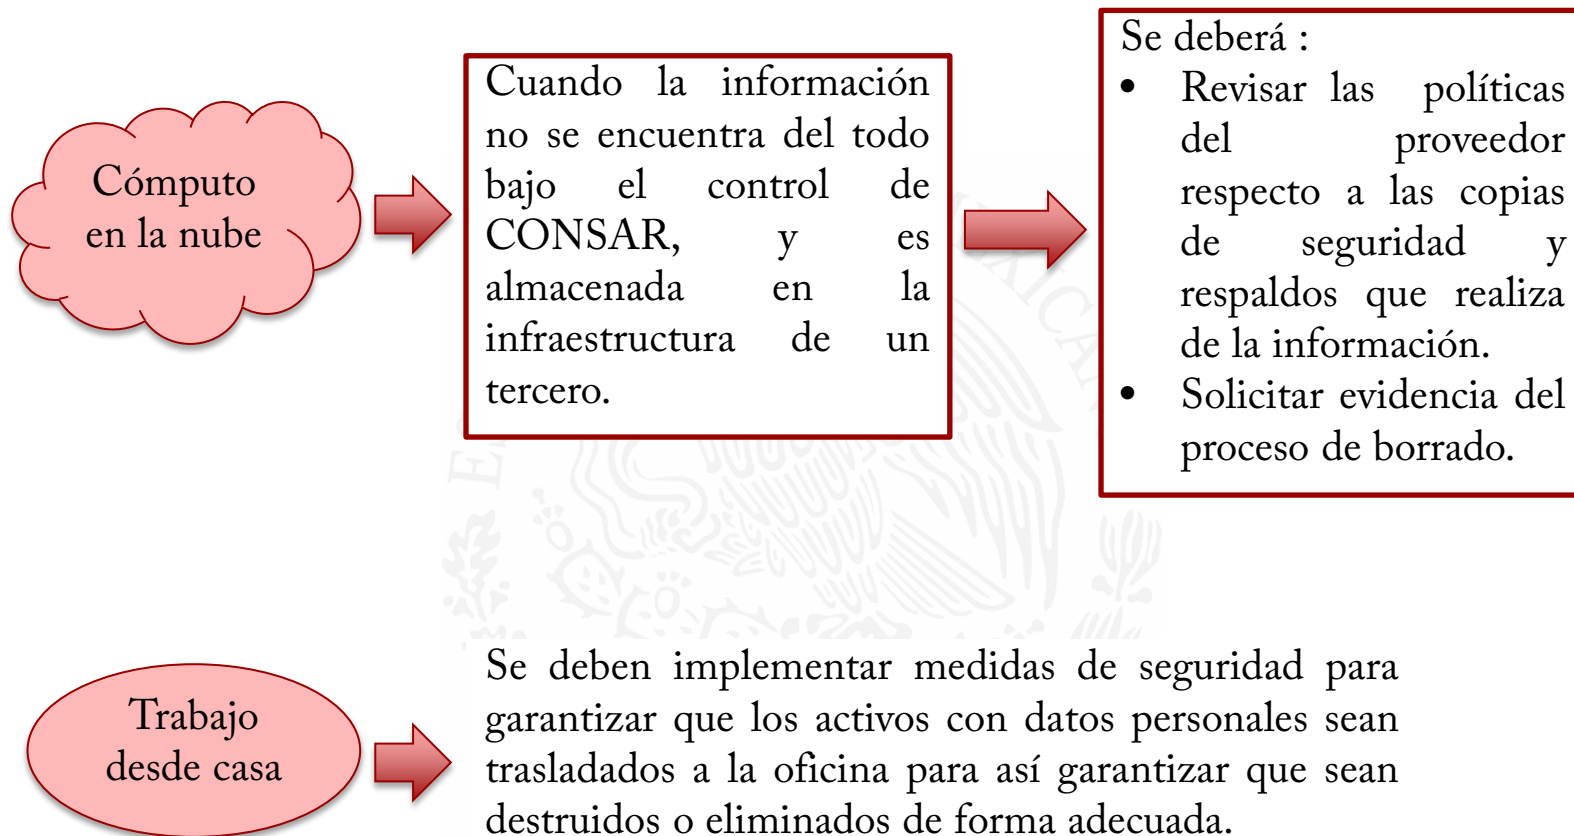 Cómputo
en la nube
Cuando la información
no se encuentra del todo
bajo el control de
CONSAR, y es
almacenada en la
infraestructura de un
tercero.
Se deberá :
• Revisar las políticas
del proveedor
respecto a las copias
de seguridad y
respaldos que realiza
de la información.
• Solicitar evidencia del
proceso de borrado.
Trabajo
desde casa
Se deben implementar medidas de seguridad para
garantizar que los activos con datos personales sean
trasladados a la oficina para así garantizar que sean
destruidos o eliminados de forma adecuada.